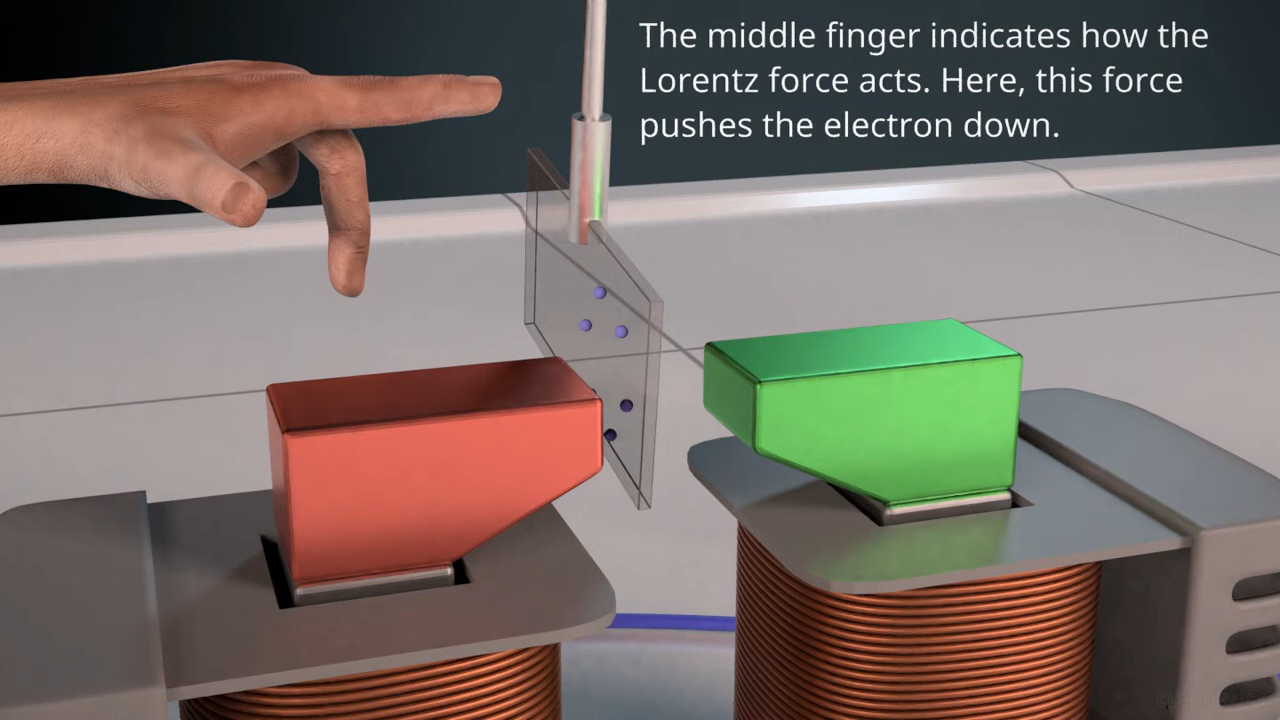 The middle finger indicates how the
Lorentz force acts. Here, this force
pushes the electron down.